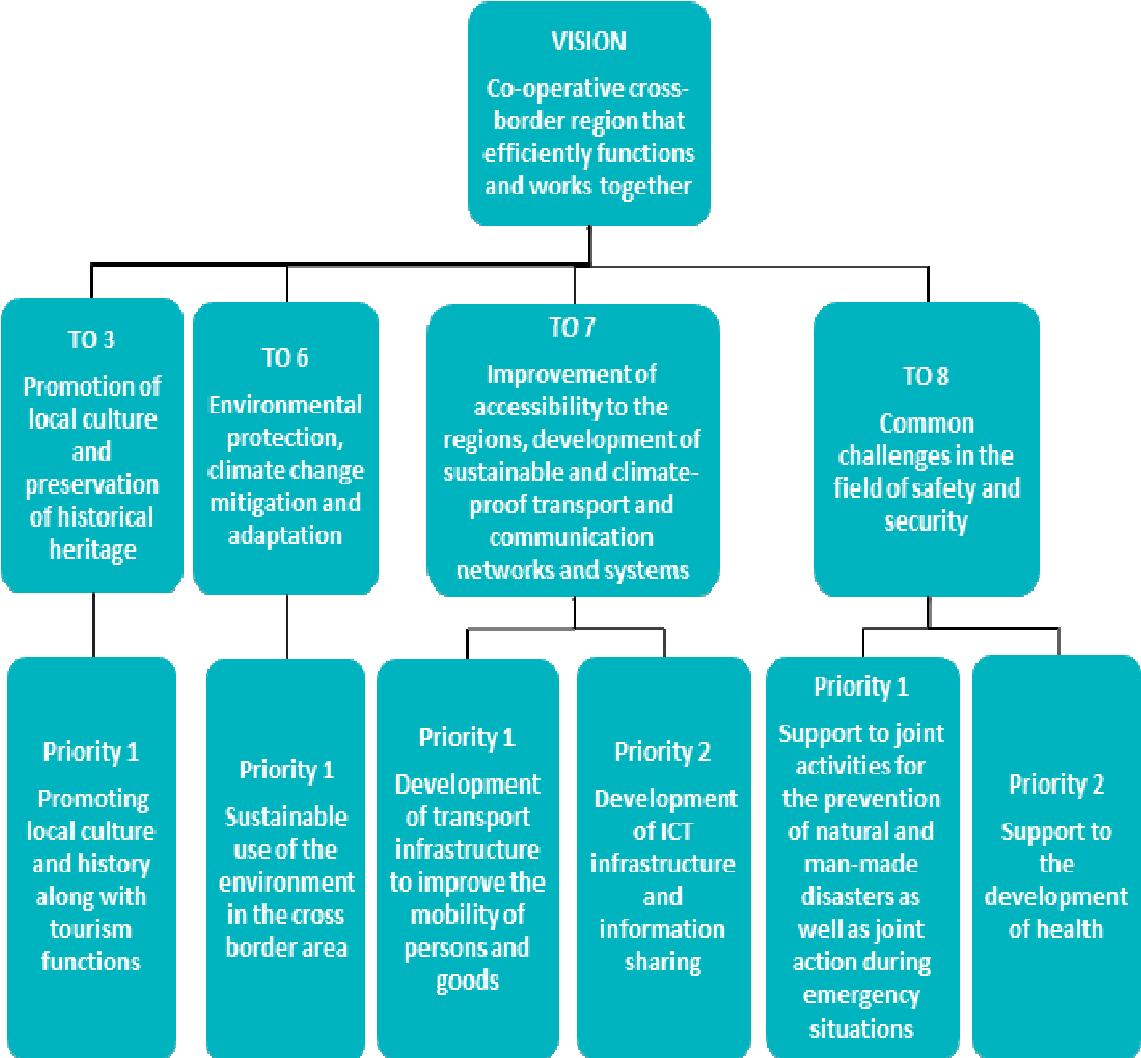 VISION
Co-operative cross-
border region that
efficiently functions
and works together
TO 3
Promotion of
local culture
and
preservation
of historical
heritage
TO 6
Environmental
protection,
climate change
mitigation and
adaptation
TO 7
Improvement of
accessibility to the
regions, development of
sustainable and climate-
proof transport and
communication
networks and systems
TO 8
Common
challenges in the
field of safety and
security
Priority 1
Promoting
local culture
and history
along with
tourism
functions
Priority 1
Sustainable
use of the
environment
in the cross
border area
Priority 1
Development
of transport
infrastructure
to improve the
mobility of
persons and
goods
Priority 2
Development
of ICT
infrastructure
and
information
sharing
Priority 1
Support to joint
activities for
the prevention
of natural and
man-made
disasters as
well as joint
action during
emergency
situations
Priority 2
Support to
the
development
of health